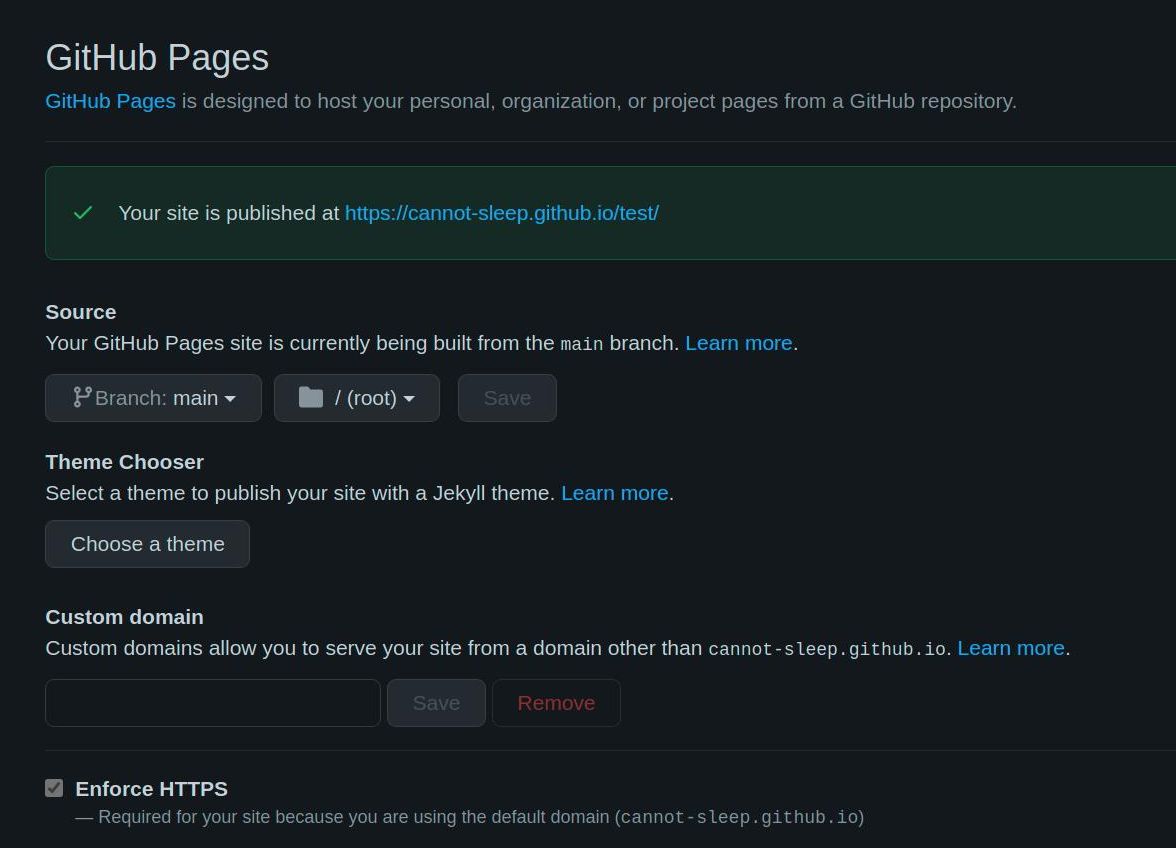 GitHub Pages
GitHub Pages is designed to host your personal, organization, or project pages from a GitHub repository.
Your site is published at https://cannot-sleep.github.io/test/
Source
Your GitHub Pages site is currently being built from the main branch. Learn more.
Branch: main / (root) Save
Theme Chooser
Select a theme to publish your site with a Jekyll theme. Learn more.
Choose a theme
Custom domain
Custom domains allow you to serve your site from a domain other than cannot-sleep.github.io. Learn more.
Save Remove
Enforce HTTPS
— Required for your site because you are using the default domain (cannot-sleep.github.io)